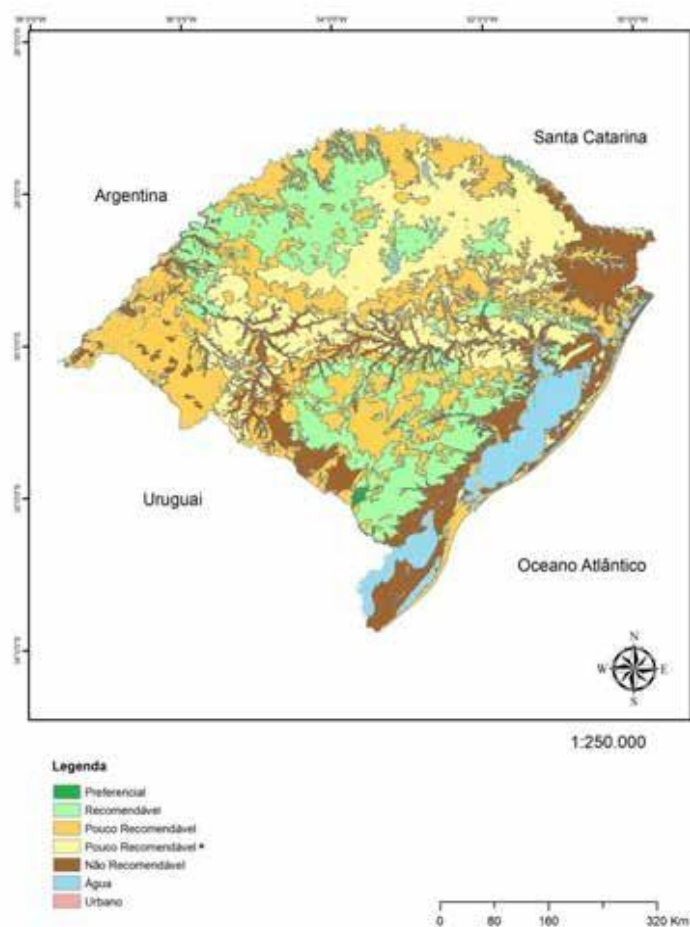 Santa Catarina
Argentina
Uruguai
Oceano Atlântico
N
W
E
S
1:250.000
Legenda
Preferencial
Recomendável
Pouco Recomendável
Pouco Recomendável *
Não Recomendável
Água
Urbano
0 80 160 320 Km